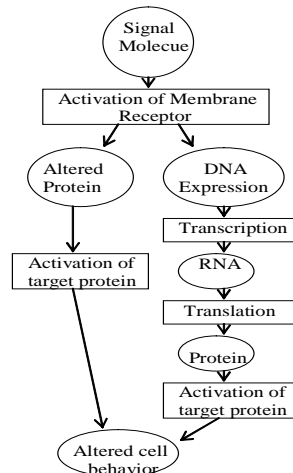 Signal
Molecue
Activation of Membrane
Receptor
Altered
Protein
DNA
Expression
Transcription
Activation of
target protein
RNA
Translation
Protein
Activation of
target protein
Altered cell
behavior